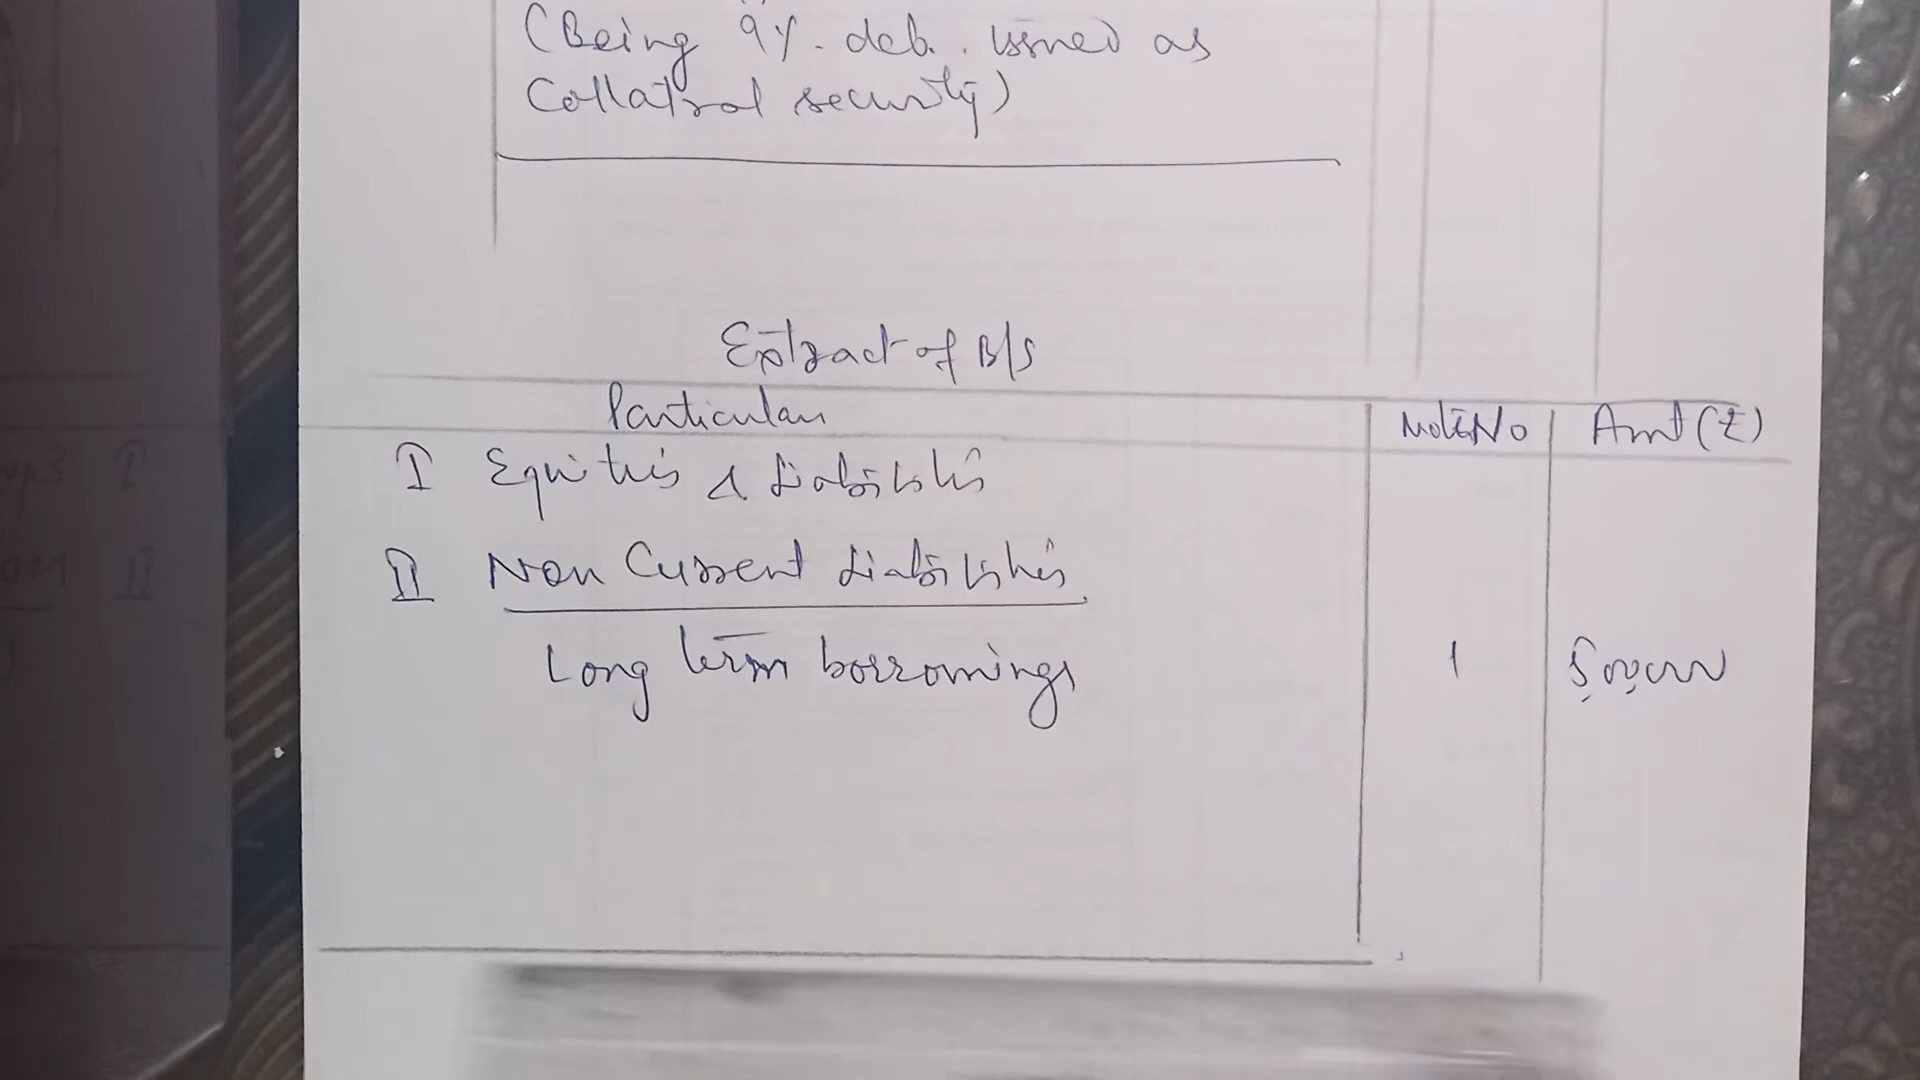 (Being 9%. deb. issued as
Collatral security)
Extract of B/S
Particulars Note No Amt (₹)
I Equities & Liabilities
II Non Current Liabilities
Long term borrowings 1